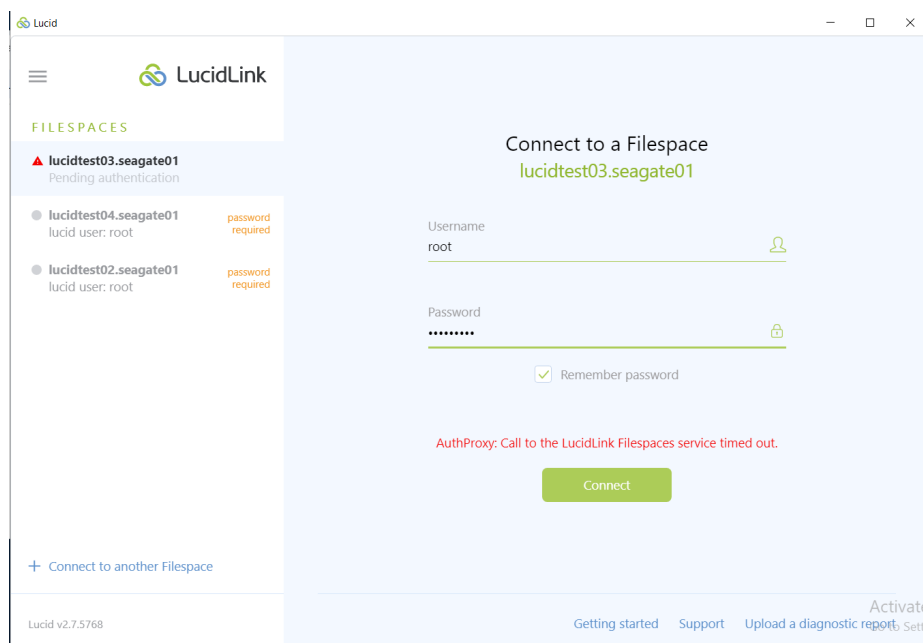 Lucid
LucidLink
FILESPACES
lucidtest03.seagate01
Pending authentication
lucidtest04.seagate01
lucid user: root
password
required
lucidtest02.seagate01
lucid user: root
password
required
+ Connect to another Filespace
Lucid v2.7.5768
Connect to a Filespace
lucidtest03.seagate01
Username
root
Password
•••••••••
Remember password
AuthProxy: Call to the LucidLink Filespaces service timed out.
Connect
Getting started
Support
Upload a diagnostic report
Activate